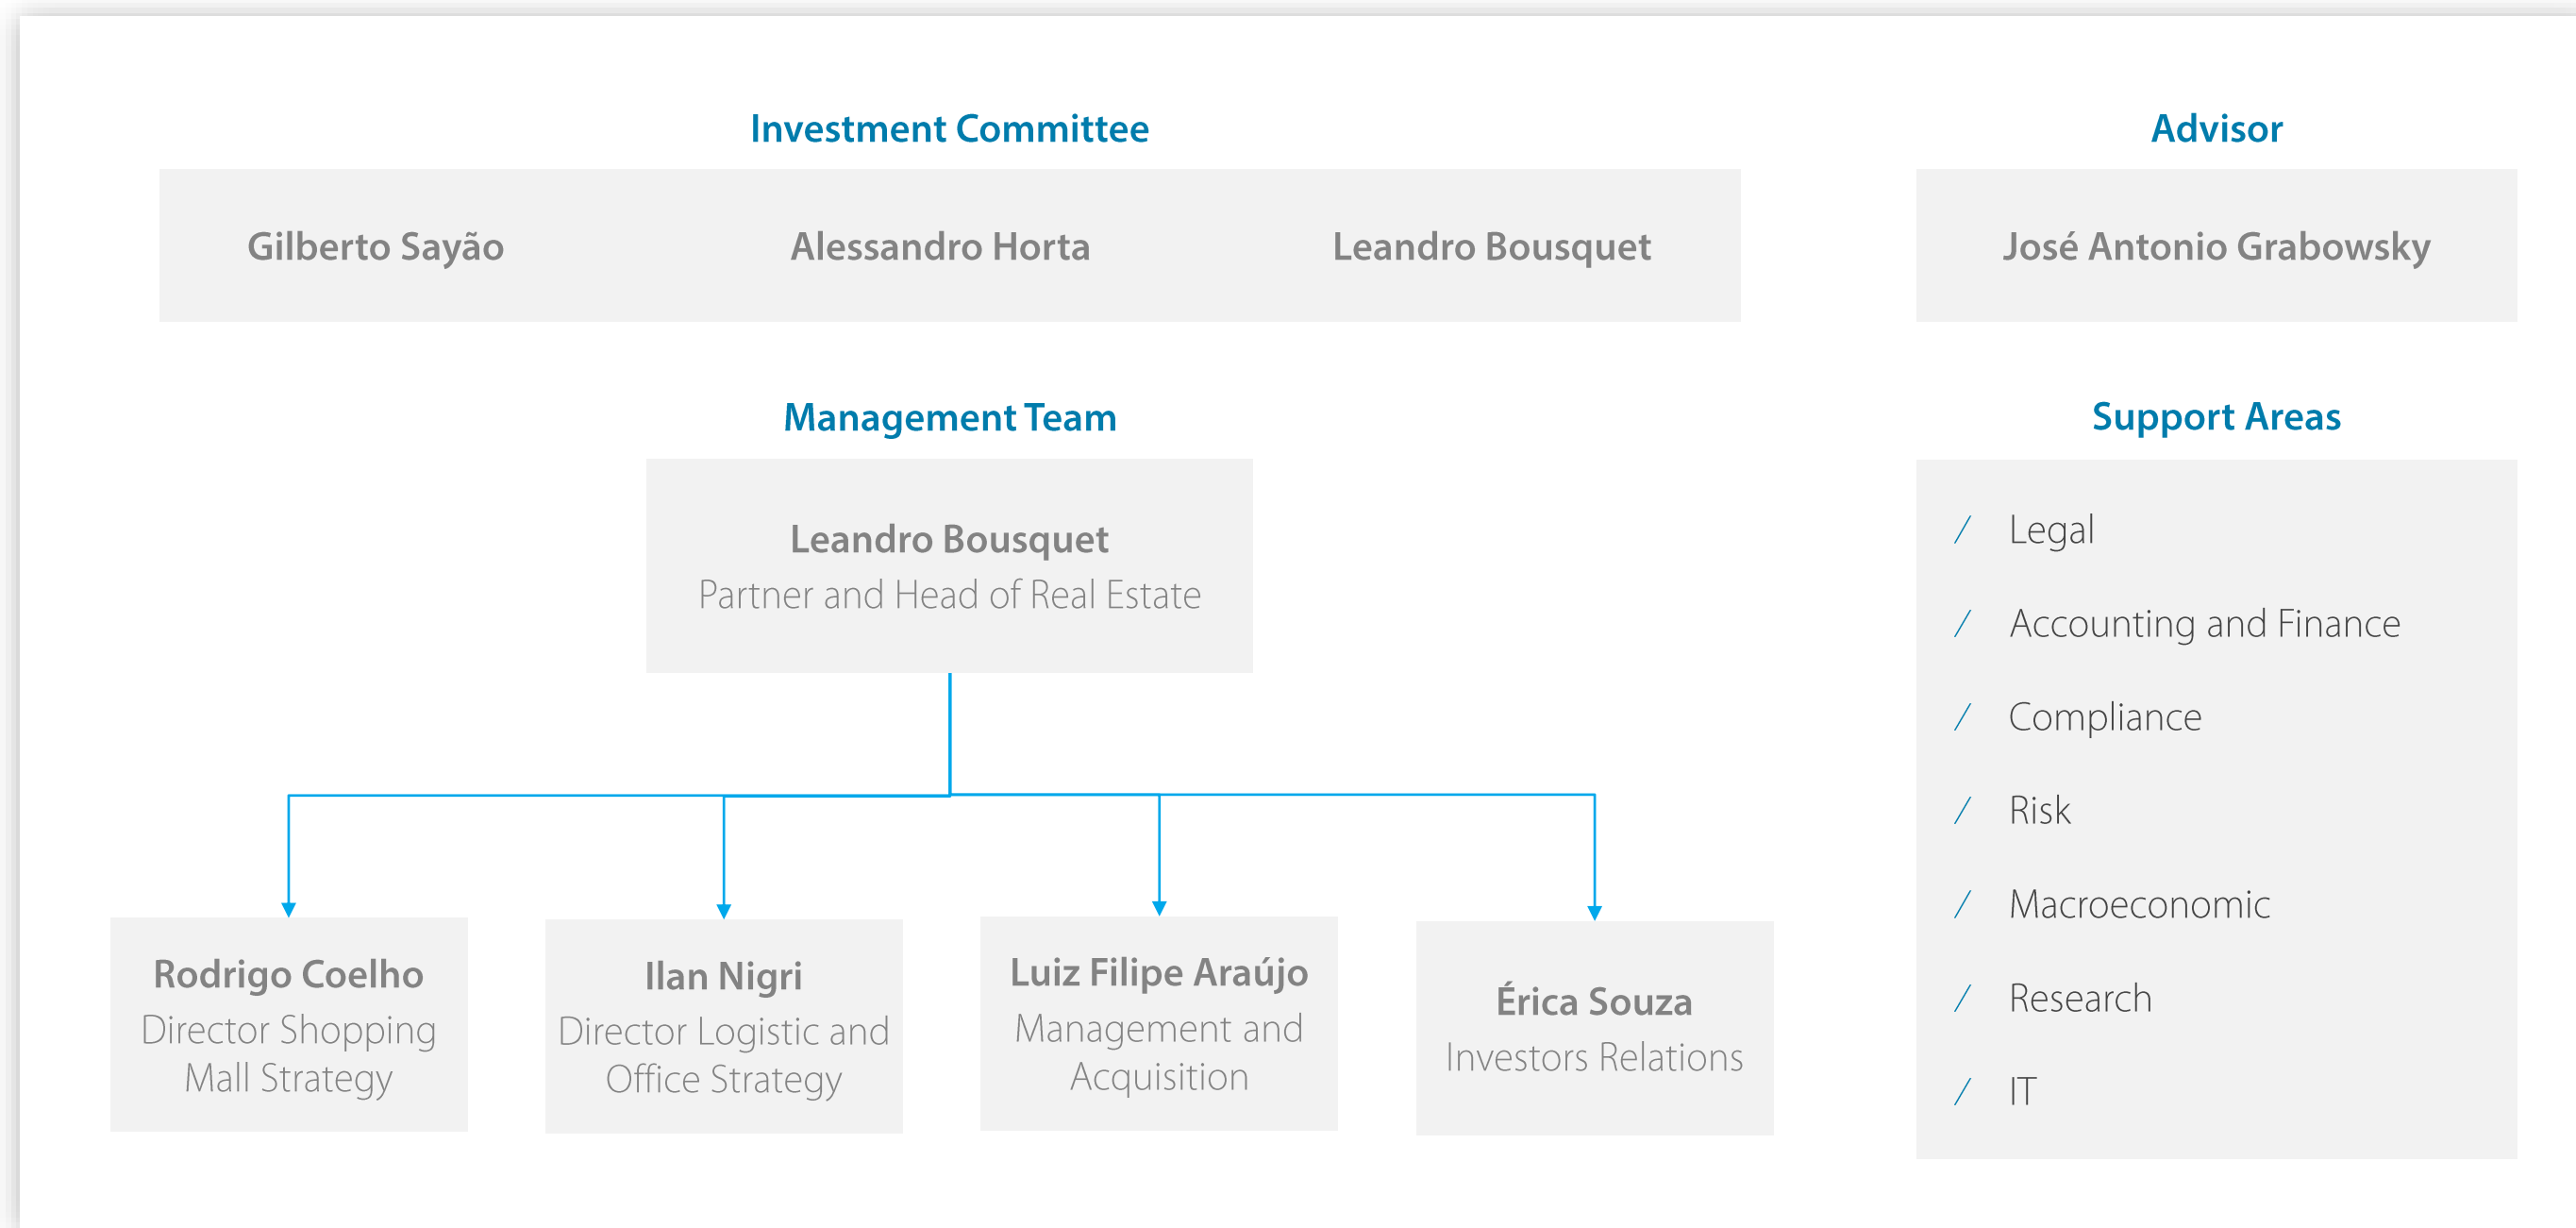 Investment Committee
Gilberto Sayão
Alessandro Horta
Leandro Bousquet
Advisor
José Antonio Grabowsky
Management Team
Leandro Bousquet
Partner and Head of Real Estate
Rodrigo Coelho
Director Shopping
Mall Strategy
Ilan Nigri
Director Logistic and
Office Strategy
Luiz Filipe Araújo
Management and
Acquisition
Érica Souza
Investors Relations
Support Areas
/ Legal
/ Accounting and Finance
/ Compliance
/ Risk
/ Macroeconomic
/ Research
/ IT